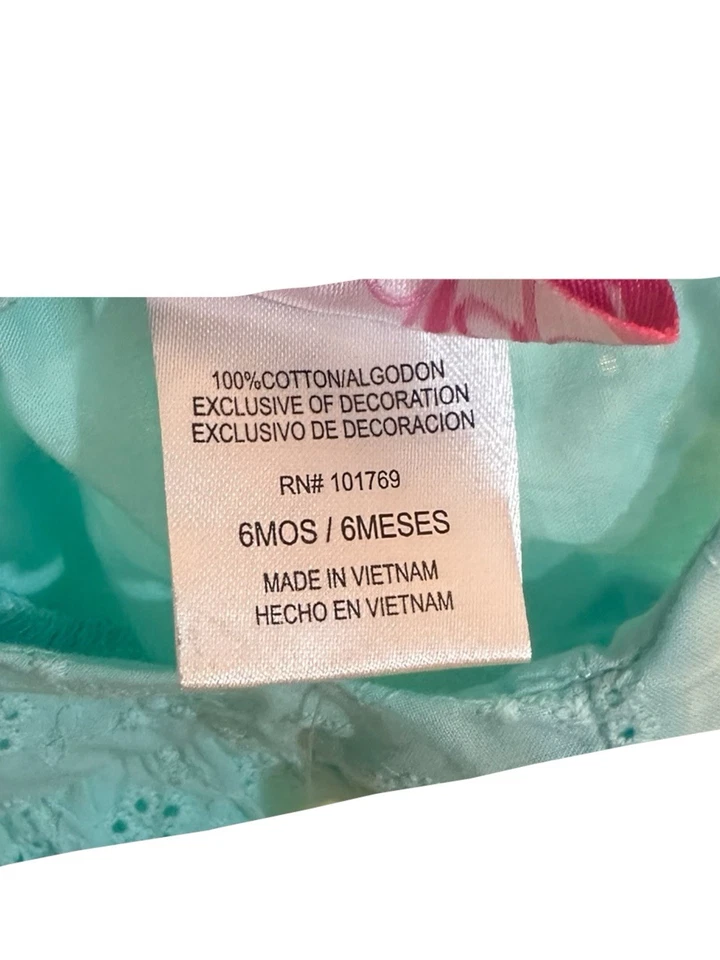 100%COTTON/ALGODON
EXCLUSIVE OF DECORATION
EXCLUSIVO DE DECORACION
RN# 101769
6MOS / 6MESES
MADE IN VIETNAM
HECHO EN VIETNAM